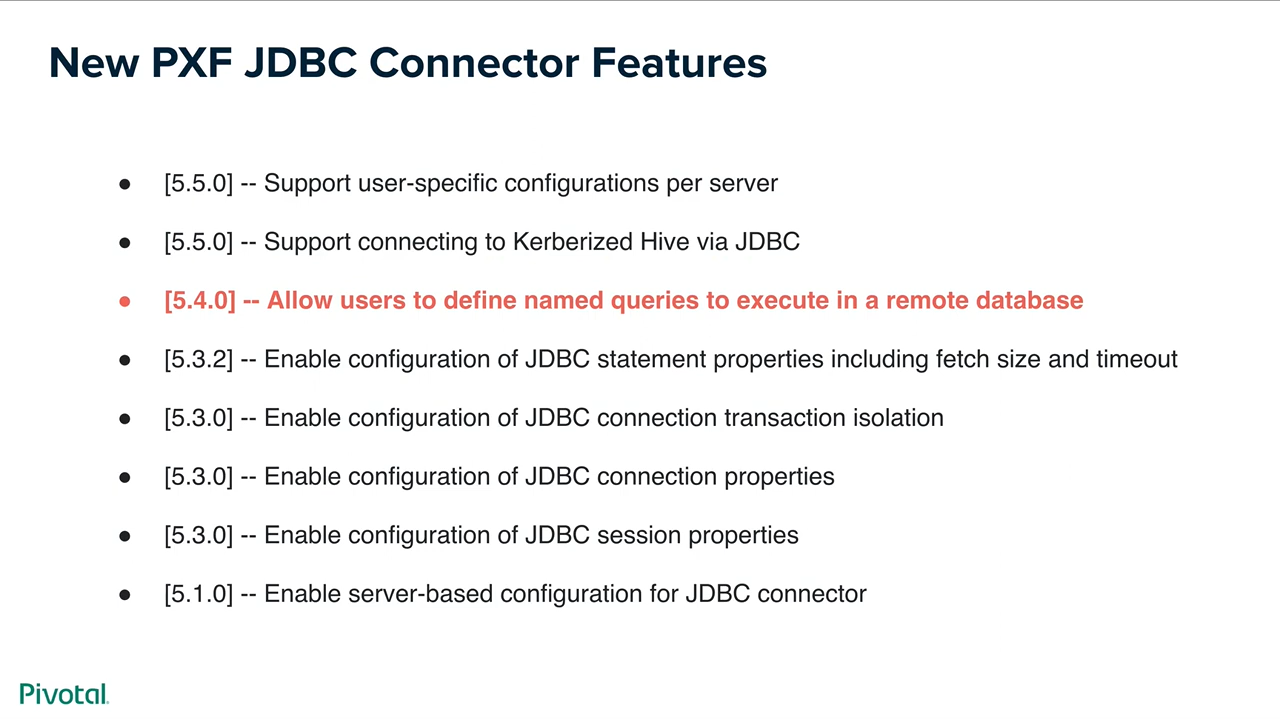 New PXF JDBC Connector Features
● [5.5.0] -- Support user-specific configurations per server
● [5.5.0] -- Support connecting to Kerberized Hive via JDBC
● [5.4.0] -- Allow users to define named queries to execute in a remote database
● [5.3.2] -- Enable configuration of JDBC statement properties including fetch size and timeout
● [5.3.0] -- Enable configuration of JDBC connection transaction isolation
● [5.3.0] -- Enable configuration of JDBC connection properties
● [5.3.0] -- Enable configuration of JDBC session properties
● [5.1.0] -- Enable server-based configuration for JDBC connector
Pivotal